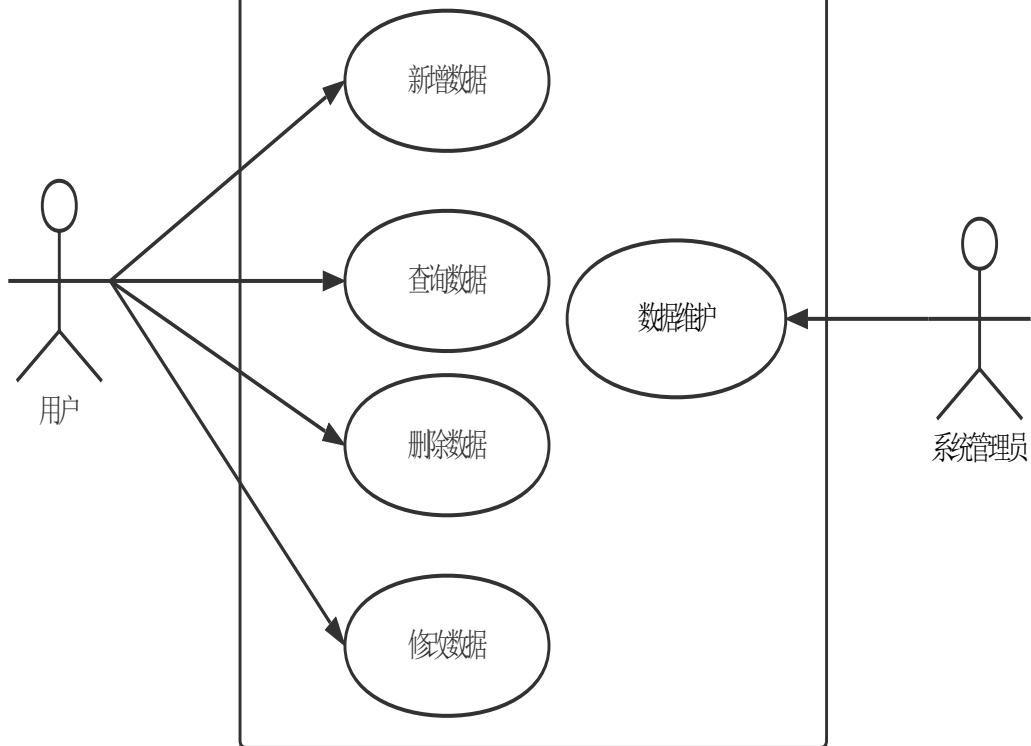 新增数据
查询数据
数据维护
用户
删除数据
系统管理员
修改数据